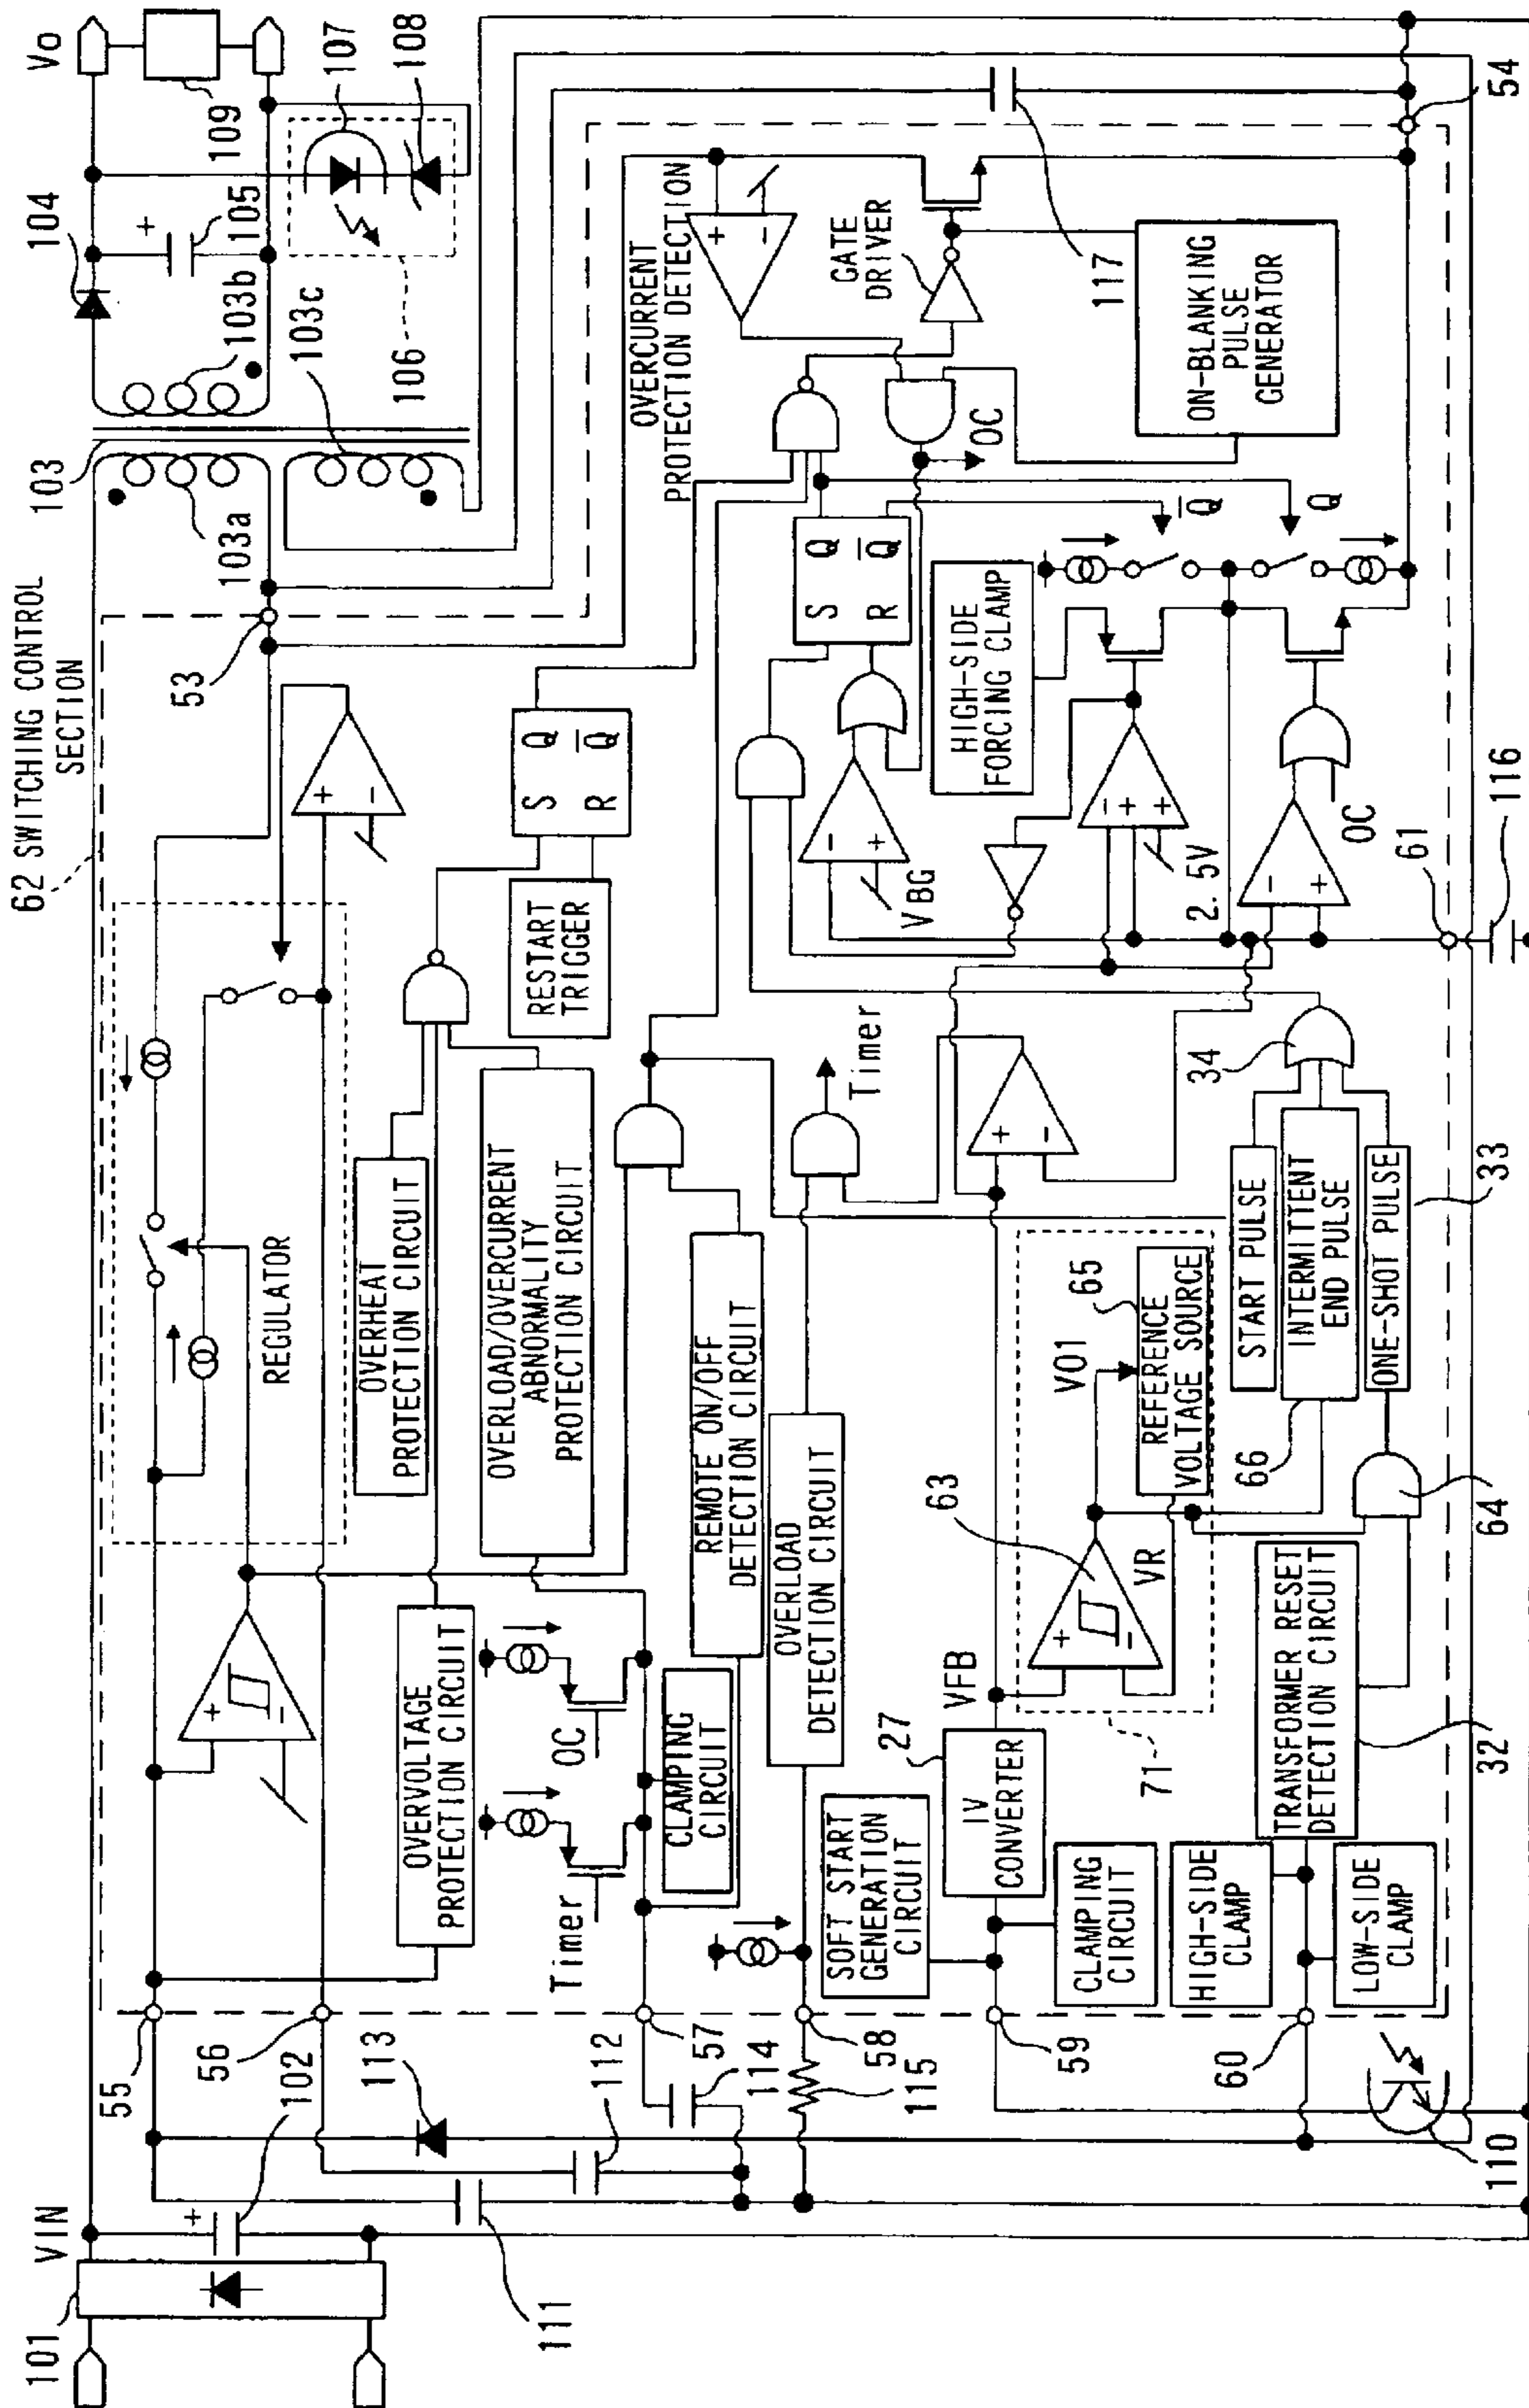 62 SWITCHING CONTROL
SECTION
101
VIN
102
55
56
113
112
57
114
58
115
111
59
60
110
53
103
103a
103b
103c
104
105
+
+
Vo
109
107
108
106
REGULATOR
+
-
+
-
OVERVOLTAGE
PROTECTION CIRCUIT
OVERHEAT
PROTECTION CIRCUIT
OVERLOAD/OVERCURRENT
ABNORMALITY
PROTECTION CIRCUIT
RESTART
TRIGGER
S Q
R Q̅
Timer
OC
CLAMPING
CIRCUIT
REMOTE ON/OFF
DETECTION CIRCUIT
OVERLOAD
DETECTION CIRCUIT
Timer
SOFT START
GENERATION
CIRCUIT
27
IV
CONVERTER
CLAMPING
CIRCUIT
HIGH-SIDE
CLAMP
LOW-SIDE
CLAMP
VFB
63
+
-
VR
VO1
65
REFERENCE
VOLTAGE SOURCE
71
TRANSFORMER RESET
DETECTION CIRCUIT
32
64
66
START PULSE
INTERMITTENT
END PULSE
ONE-SHOT PULSE
33
34
+
-
OVERCURRENT
PROTECTION DETECTION
+
-
GATE
DRIVER
ON-BLANKING
PULSE
GENERATOR
117
54
OC
S Q
R Q̅
Q̅
Q
HIGH-SIDE
FORCING CLAMP
-
+
VBG
-
+
+
2. 5V
-
+
OC
61
116